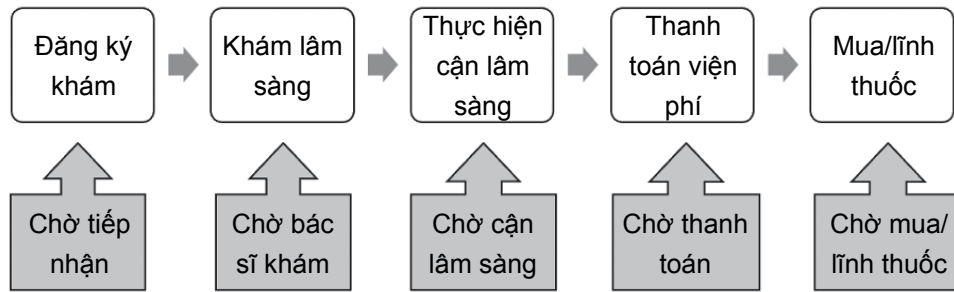 Đăng ký
khám
Khám lâm
sàng
Thực hiện
cận lâm
sàng
Thanh
toán viện
phí
Mua/lĩnh
thuốc
Chờ tiếp
nhận
Chờ bác
sĩ khám
Chờ cận
lâm sàng
Chờ thanh
toán
Chờ mua/
lĩnh thuốc